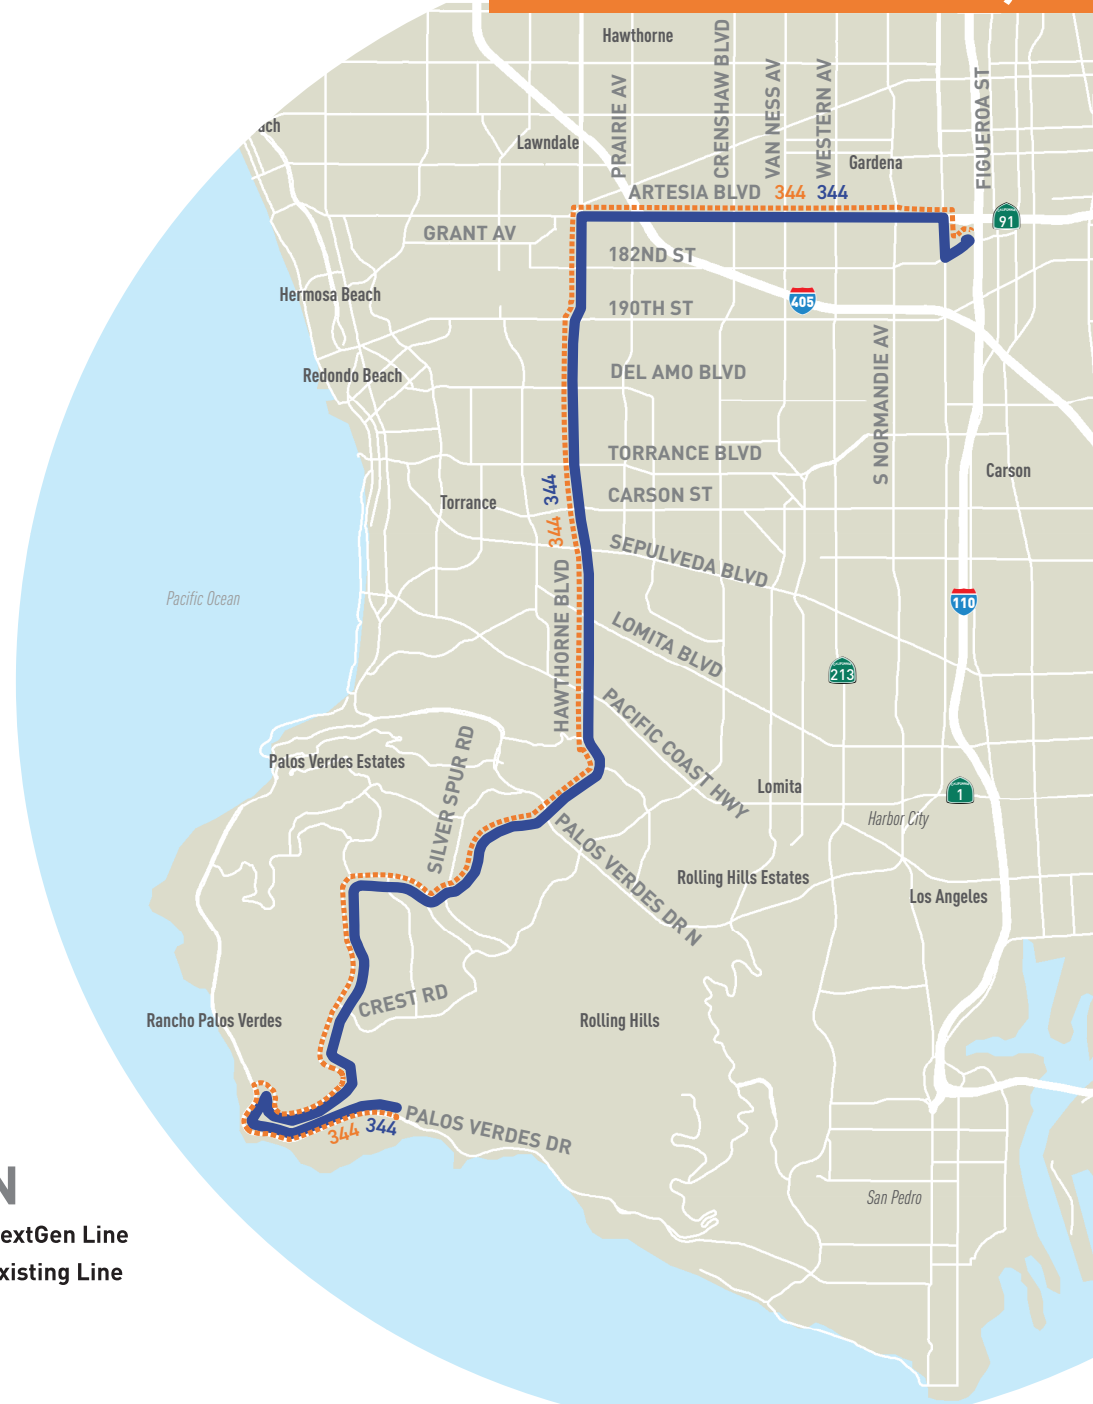 Hawthorne
PRAIRIE AV
CRENSHAW BLVD
VAN NESS AV
WESTERN AV
FIGUEROA ST
Lawndale
Gardena
ARTESIA BLVD 344 344
CALIFORNIA
91
GRANT AV
182ND ST
405
Hermosa Beach
190TH ST
Redondo Beach
DEL AMO BLVD
S NORMANDIE AV
TORRANCE BLVD
Carson
CARSON ST
Torrance
344 344
SEPULVEDA BLVD
HAWTHORNE BLVD
Pacific Ocean
110
LOMITA BLVD
CALIFORNIA
213
PACIFIC COAST HWY
SILVER SPUR RD
Palos Verdes Estates
Lomita
CALIFORNIA
1
Harbor City
PALOS VERDES DR N
Rolling Hills Estates
Los Angeles
CREST RD
Rancho Palos Verdes
Rolling Hills
344 344
PALOS VERDES DR
San Pedro
N
extGen Line
xisting Line